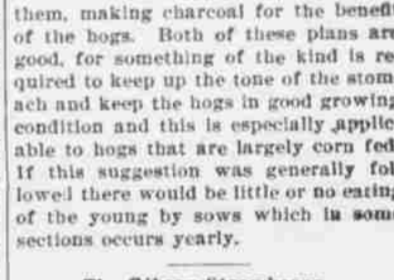 them, making charcoal for the benefi
of the hogs. Both of these plans are
good, for something of the kind is re
quired to keep up the tone of the stom
ach and keep the hogs in good growing
condition and this is especially applic
able to hogs that are largely corn fed
If this suggestion was generally fol
lowed there would be little or no eating
of the young by sows which in some
sections occurs yearly.